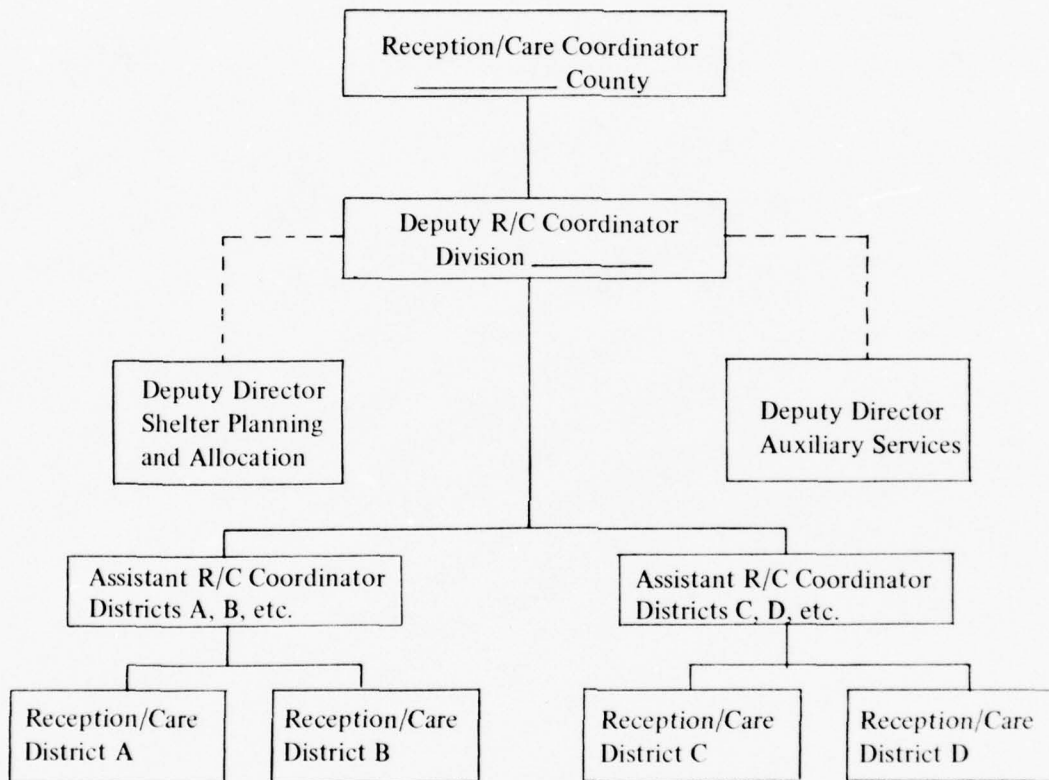 Reception/Care Coordinator
__________ County
Deputy R/C Coordinator
Division __________
Deputy Director
Shelter Planning
and Allocation
Deputy Director
Auxiliary Services
Assistant R/C Coordinator
Districts A, B, etc.
Assistant R/C Coordinator
Districts C, D, etc.
Reception/Care
District A
Reception/Care
District B
Reception/Care
District C
Reception/Care
District D